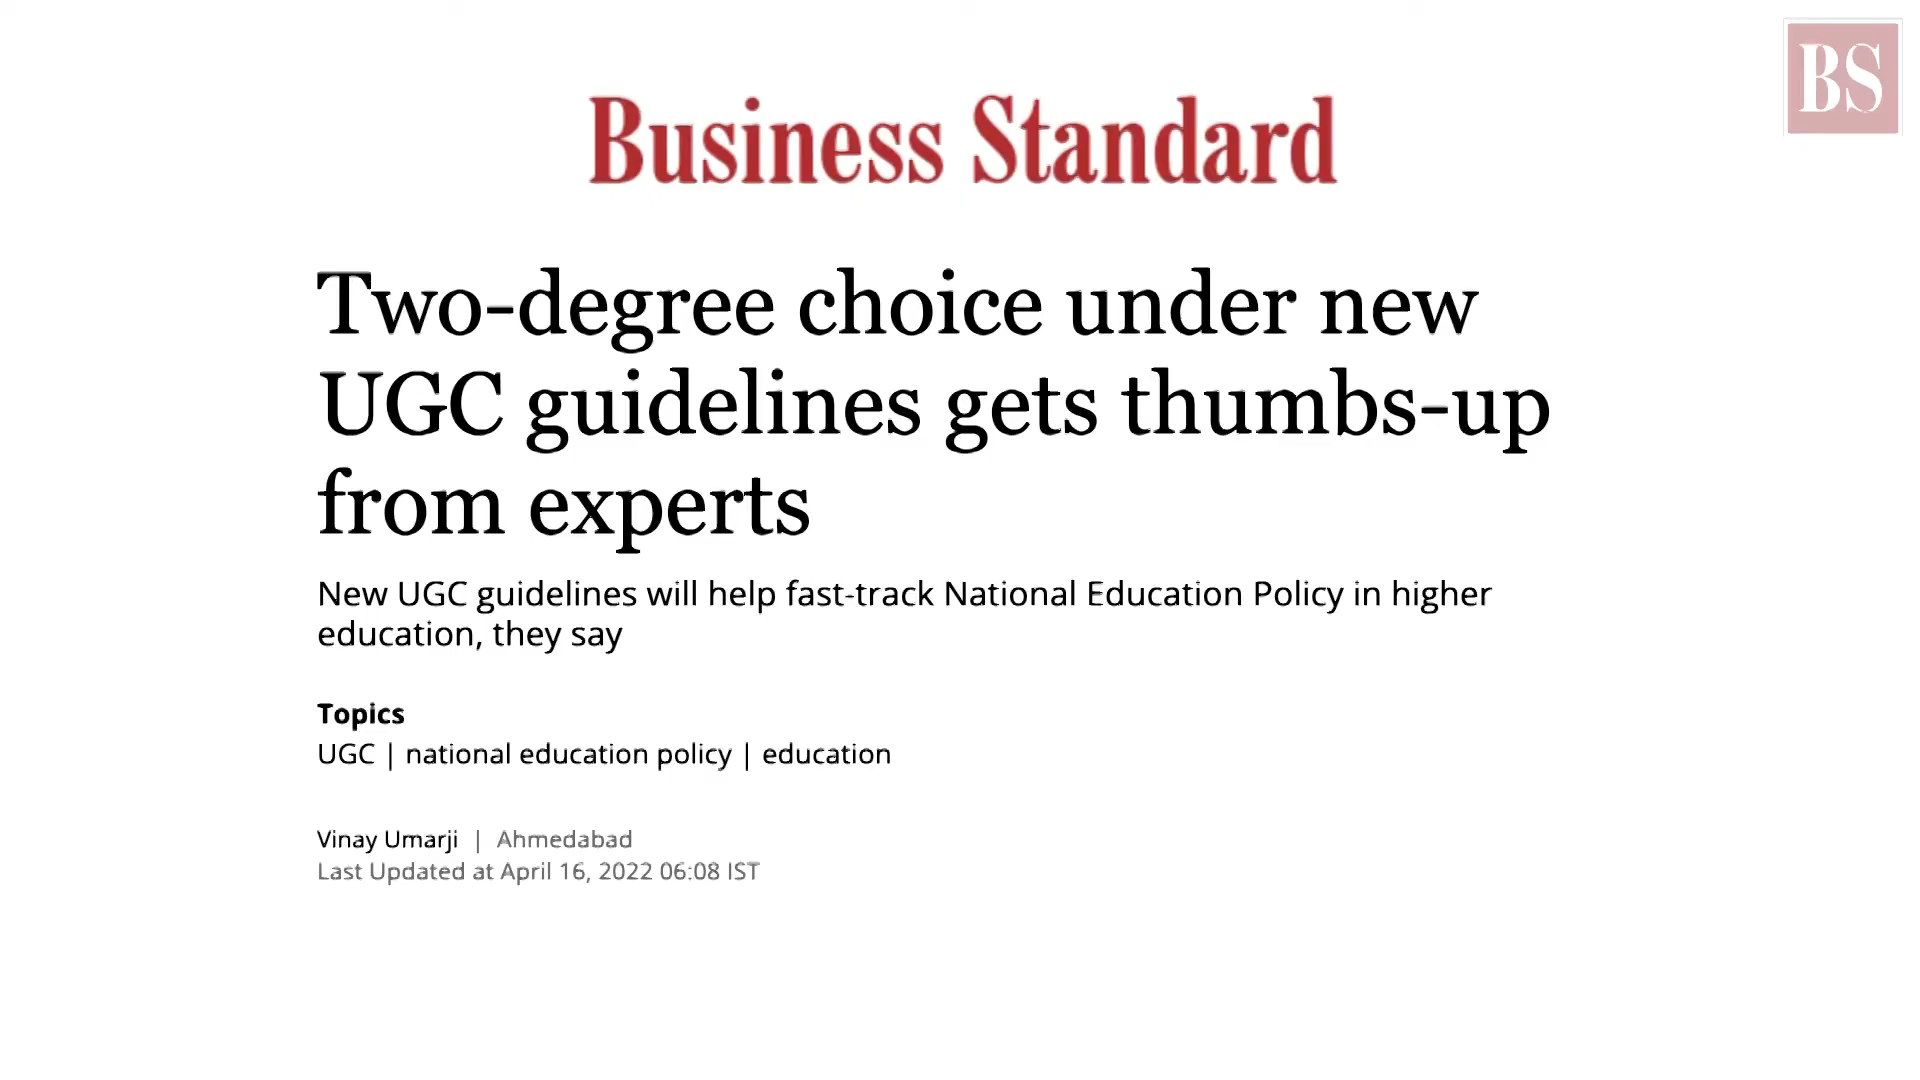 BS
Business Standard
Two-degree choice under new
UGC guidelines gets thumbs-up
from experts
New UGC guidelines will help fast-track National Education Policy in higher
education, they say
Topics
UGC | national education policy | education
Vinay Umarji | Ahmedabad
Last Updated at April 16, 2022 06:08 IST